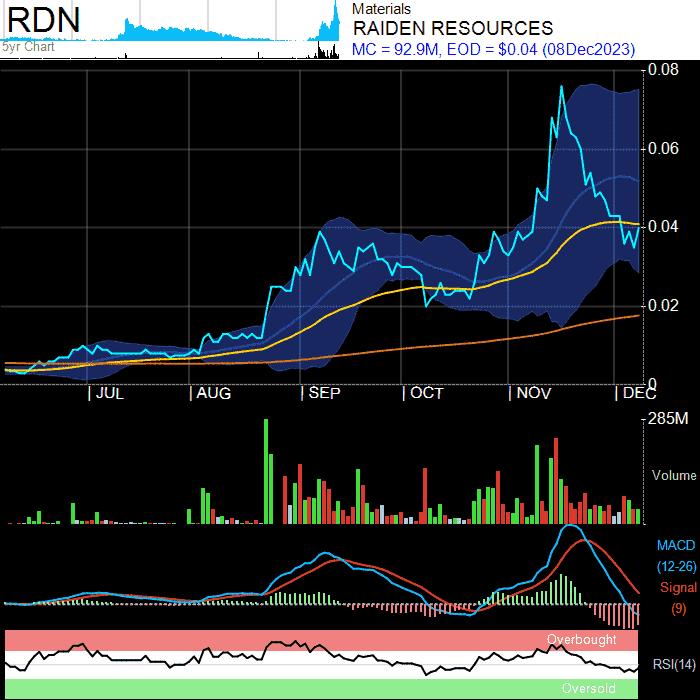 RDN
5yr Chart
Materials
RAIDEN RESOURCES
MC = 92.9M, EOD = $0.04 (08Dec2023)
0.08
0.06
0.04
0.02
0
| JUL | AUG | SEP | OCT | NOV | DEC
285M
Volume
MACD
(12-26)
Signal
(9)
Overbought
RSI(14)
Oversold